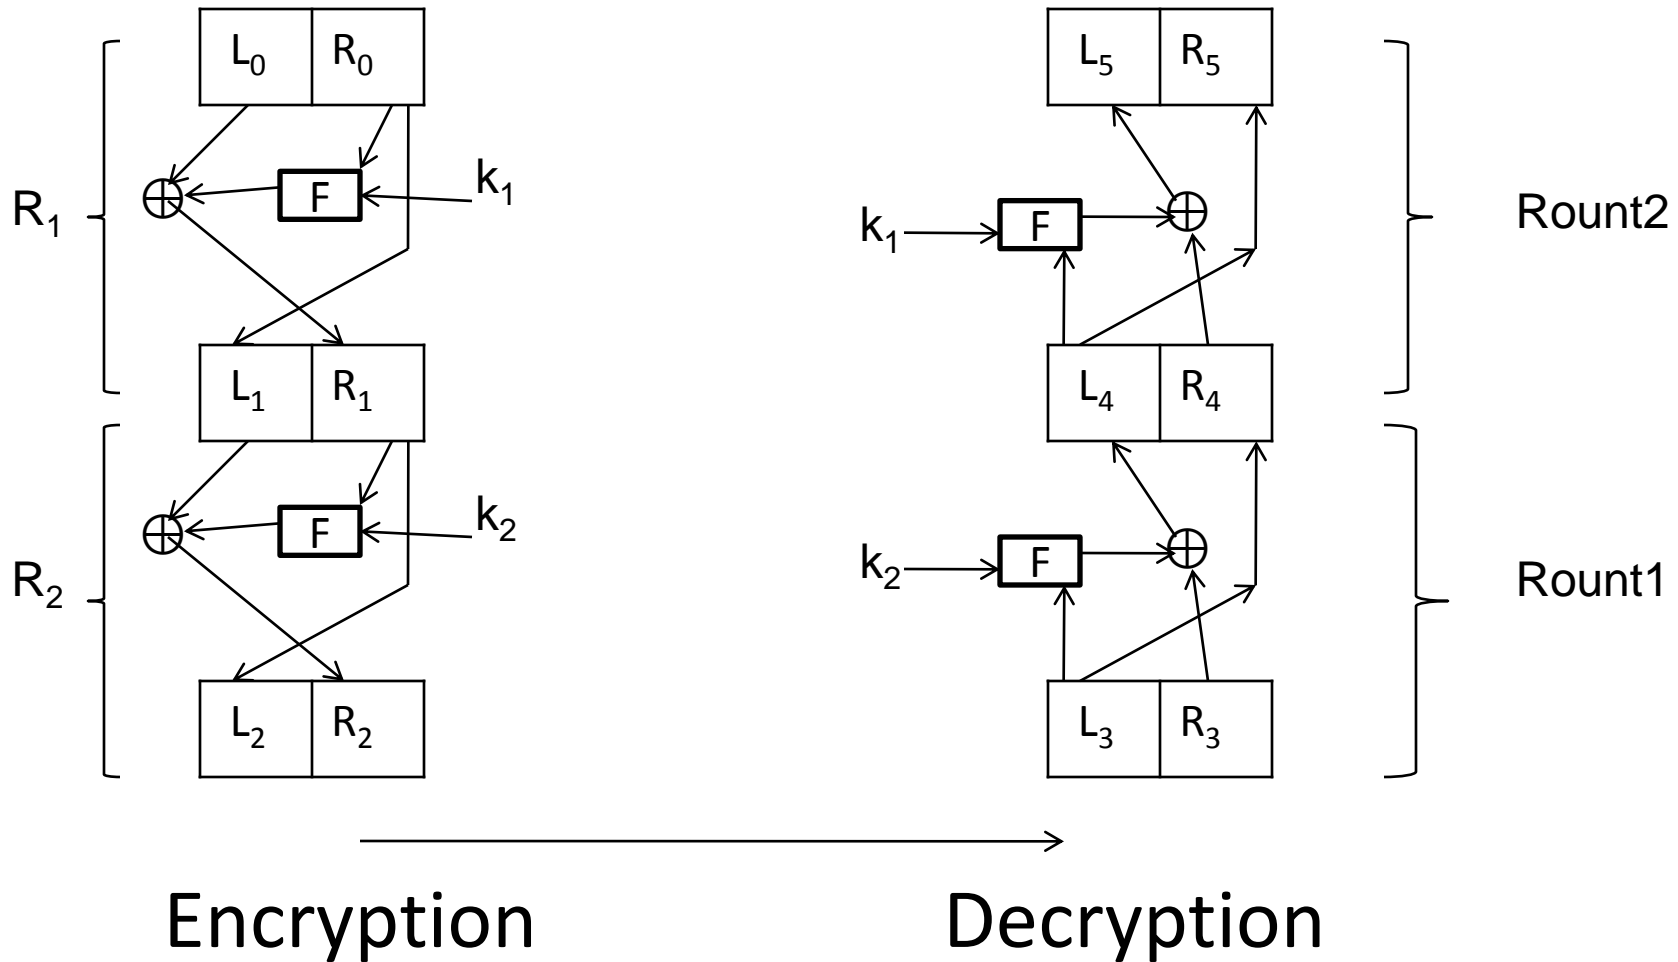 L₀ R₀
F
k₁
R₁
L₁ R₁
F
k₂
R₂
L₂ R₂
L₅ R₅
k₁
F
Rount2
L₄ R₄
k₂
F
Rount1
L₃ R₃
Encryption
Decryption